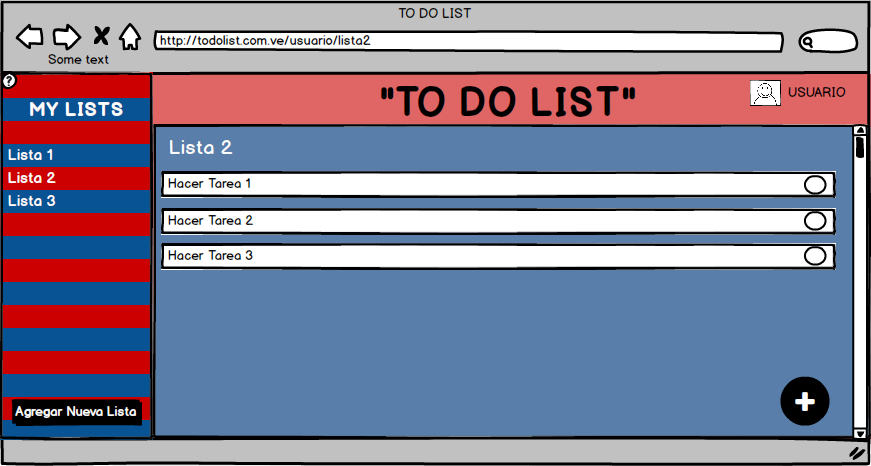 TO DO LIST
http://todolist.com.ve/usuario/lista2
Some text
?
MY LISTS
"TO DO LIST"
USUARIO
Lista 1
Lista 2
Lista 3
Agregar Nueva Lista
Lista 2
Hacer Tarea 1
Hacer Tarea 2
Hacer Tarea 3
+